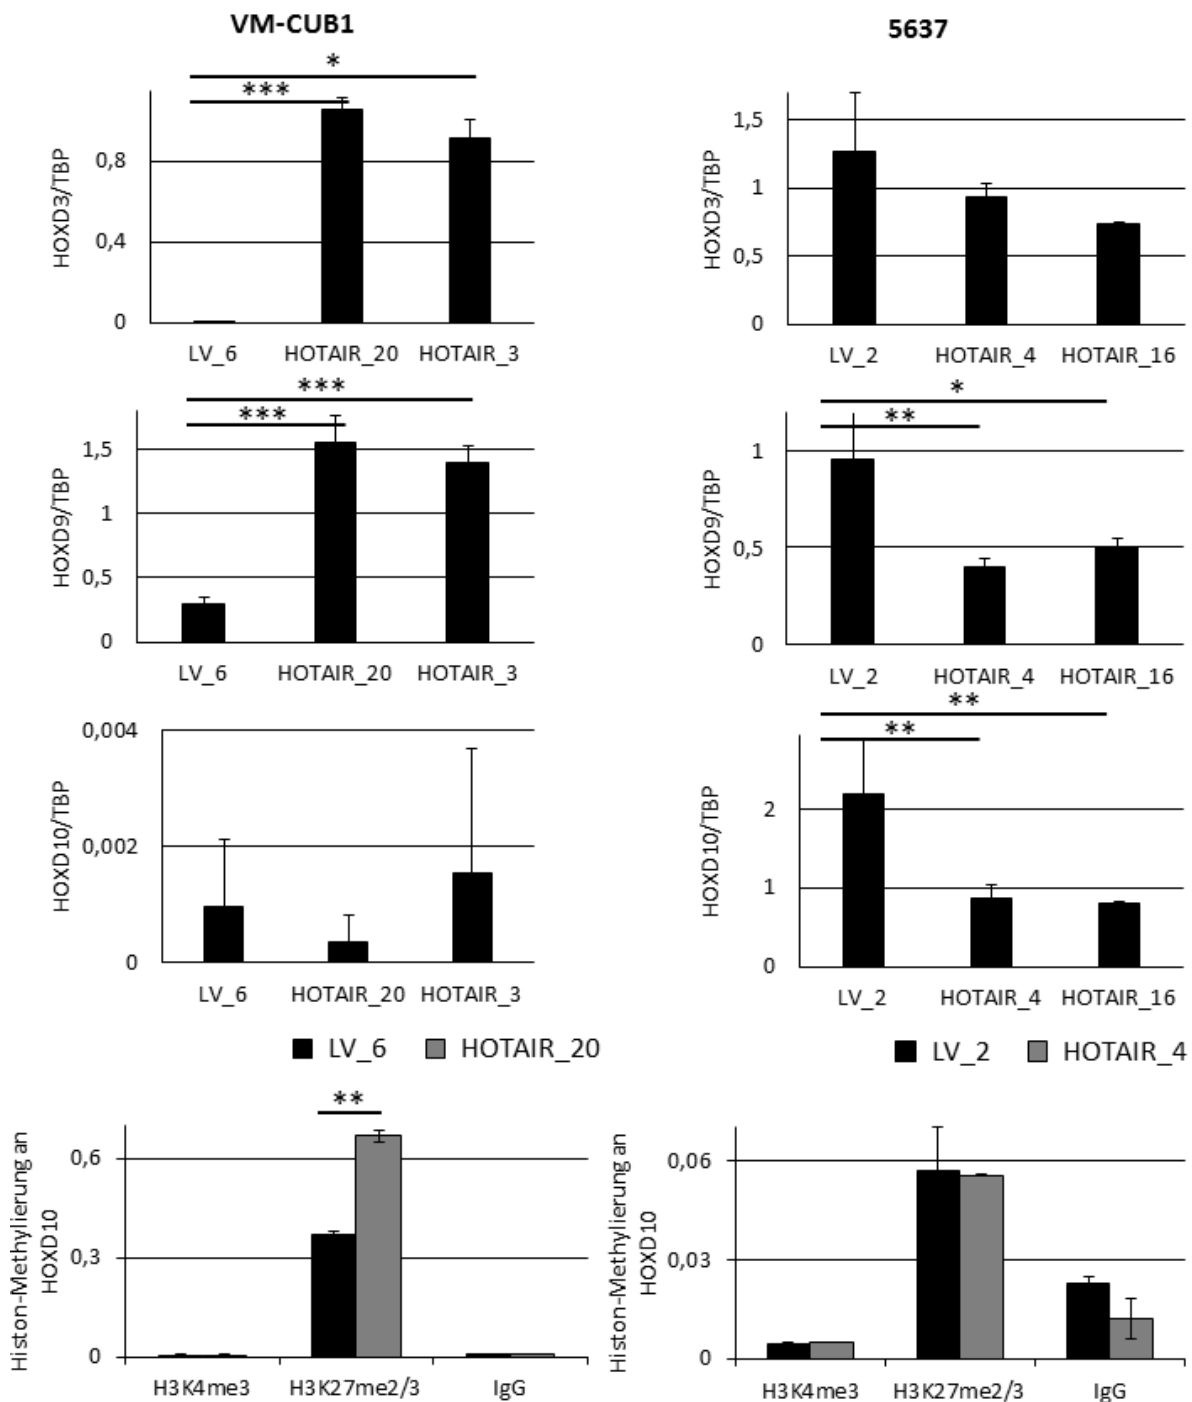 VM-CUB1
5637
HOXD3/TBP
*
***
0,8
0,4
0
LV_6 HOTAIR_20 HOTAIR_3
HOXD3/TBP
1,5
1
0,5
0
LV_2 HOTAIR_4 HOTAIR_16
HOXD9/TBP
***
***
1,5
1
0,5
0
LV_6 HOTAIR_20 HOTAIR_3
HOXD9/TBP
*
**
1
0,5
0
LV_2 HOTAIR_4 HOTAIR_16
HOXD10/TBP
0,004
0,002
0
LV_6 HOTAIR_20 HOTAIR_3
HOXD10/TBP
**
**
2
1
0
LV_2 HOTAIR_4 HOTAIR_16
LV_6 HOTAIR_20
Histon-Methylierung an
HOXD10
**
0,6
0,3
0
H3K4me3 H3K27me2/3 IgG
LV_2 HOTAIR_4
Histon-Methylierung an
HOXD10
0,06
0,03
0
H3K4me3 H3K27me2/3 IgG